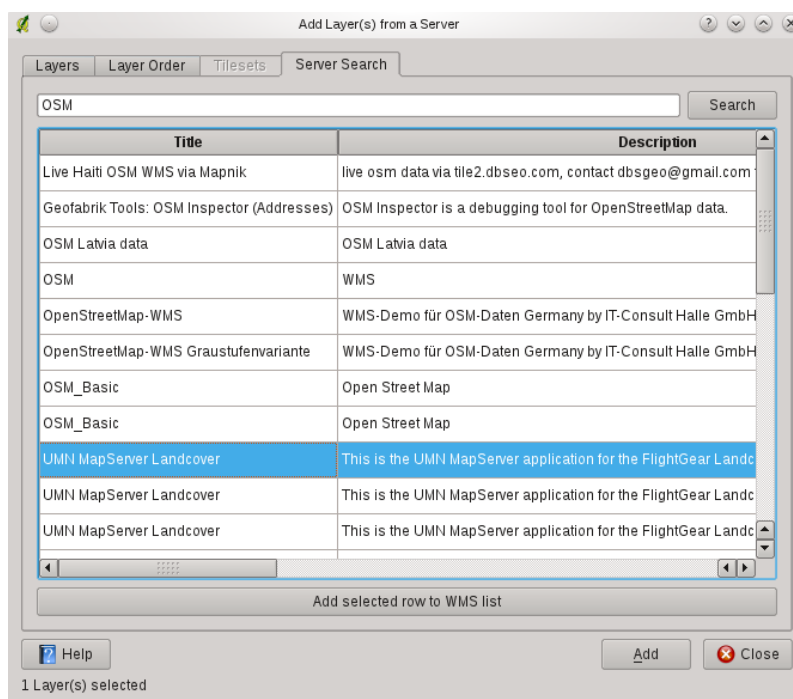 Add Layer(s) from a Server
Layers Layer Order Tilesets Server Search
OSM Search
Title Description
Live Haiti OSM WMS via Mapnik live osm data via tile2.dbseo.com, contact dbsgeo@gmail.com
Geofabrik Tools: OSM Inspector (Addresses) OSM Inspector is a debugging tool for OpenStreetMap data.
OSM Latvia data OSM Latvia data
OSM WMS
OpenStreetMap-WMS WMS-Demo für OSM-Daten Germany by IT-Consult Halle GmbH
OpenStreetMap-WMS Graustufenvariante WMS-Demo für OSM-Daten Germany by IT-Consult Halle GmbH
OSM_Basic Open Street Map
OSM_Basic Open Street Map
UMN MapServer Landcover This is the UMN MapServer application for the FlightGear Landc
UMN MapServer Landcover This is the UMN MapServer application for the FlightGear Landc
UMN MapServer Landcover This is the UMN MapServer application for the FlightGear Landc
Add selected row to WMS list
Help Add Close
1 Layer(s) selected